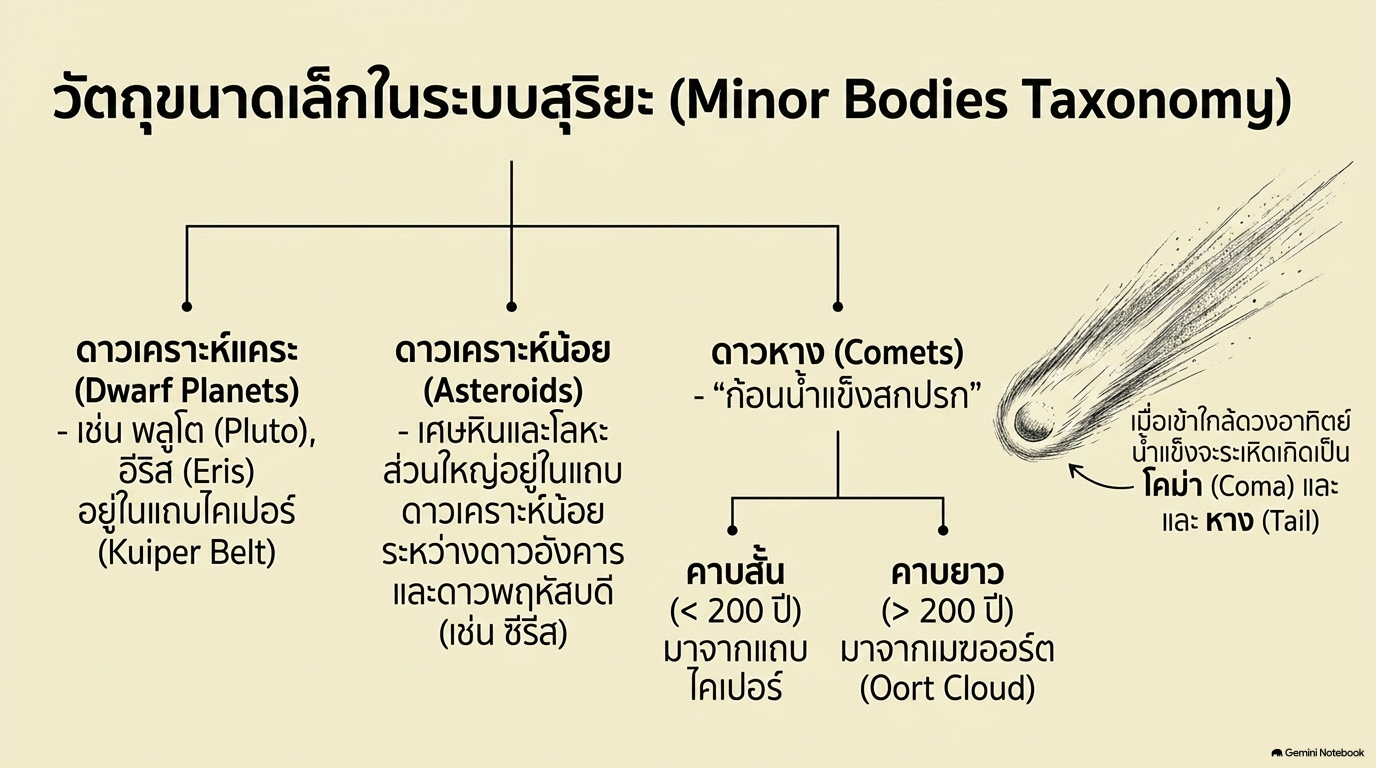 วัตถุขนาดเล็กในระบบสุริยะ (Minor Bodies Taxonomy)
ดาวเคราะห์แคระ
(Dwarf Planets)
- เช่น พลูโต (Pluto),
อีริส (Eris)
อยู่ในแถบไคเปอร์
(Kuiper Belt)
ดาวเคราะห์น้อย
(Asteroids)
- เศษหินและโลหะ
ส่วนใหญ่อยู่ในแถบ
ดาวเคราะห์น้อย
ระหว่างดาวอังคาร
และดาวพฤหัสบดี
(เช่น ซีรีส)
ดาวหาง (Comets)
- “ก้อนน้ำแข็งสกปรก”
คาบสั้น
(< 200 ปี)
มาจากแถบ
ไคเปอร์
คาบยาว
(> 200 ปี)
มาจากเมฆออร์ต
(Oort Cloud)
เมื่อเข้าใกล้ดวงอาทิตย์
น้ำแข็งจะระเหิดเกิดเป็น
โคม่า (Coma) และ
และ หาง (Tail)
Gemini Notebook